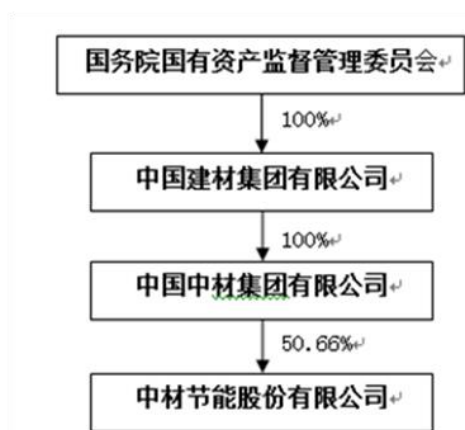 国务院国有资产监督管理委员会
100%
中国建材集团有限公司
100%
中国中材集团有限公司
50.66%
中材节能股份有限公司